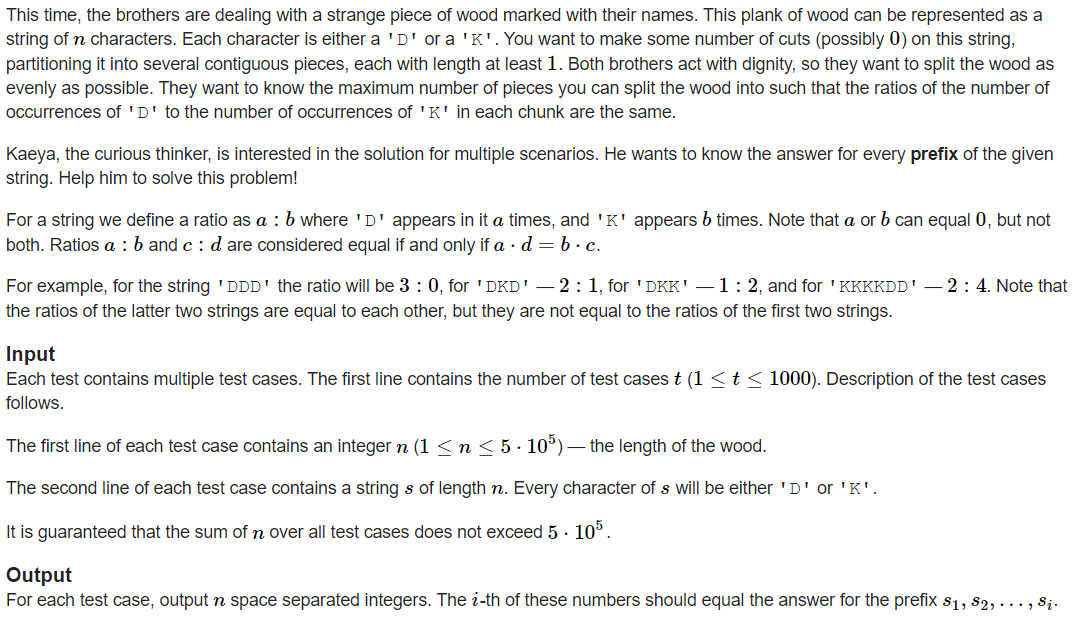 This time, the brothers are dealing with a strange piece of wood marked with their names. This plank of wood can be represented as a
string of n characters. Each character is either a 'D' or a 'K'. You want to make some number of cuts (possibly 0) on this string,
partitioning it into several contiguous pieces, each with length at least 1. Both brothers act with dignity, so they want to split the wood as
evenly as possible. They want to know the maximum number of pieces you can split the wood into such that the ratios of the number of
occurrences of 'D' to the number of occurrences of 'K' in each chunk are the same.
Kaeya, the curious thinker, is interested in the solution for multiple scenarios. He wants to know the answer for every prefix of the given
string. Help him to solve this problem!
For a string we define a ratio as a : b where 'D' appears in it a times, and 'K' appears b times. Note that a or b can equal 0, but not
both. Ratios a : b and c : d are considered equal if and only if a · d = b · c.
For example, for the string 'DDD' the ratio will be 3 : 0, for 'DKD' — 2 : 1, for 'DKK' — 1 : 2, and for 'KKKKDD' — 2 : 4. Note that
the ratios of the latter two strings are equal to each other, but they are not equal to the ratios of the first two strings.
Input
Each test contains multiple test cases. The first line contains the number of test cases t (1 ≤ t ≤ 1000). Description of the test cases
follows.
The first line of each test case contains an integer n (1 ≤ n ≤ 5 · 10⁵) — the length of the wood.
The second line of each test case contains a string s of length n. Every character of s will be either 'D' or 'K'.
It is guaranteed that the sum of n over all test cases does not exceed 5 · 10⁵.
Output
For each test case, output n space separated integers. The i-th of these numbers should equal the answer for the prefix s₁, s₂, . . . , sᵢ.